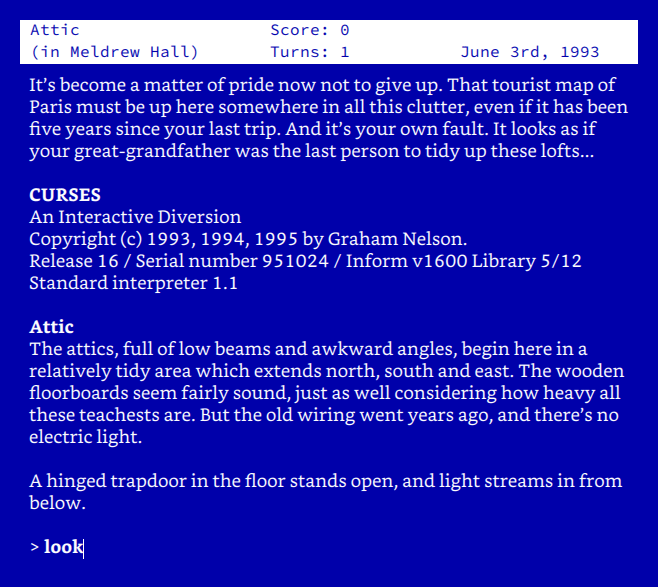 Attic Score: 0
(in Meldrew Hall) Turns: 1 June 3rd, 1993
It’s become a matter of pride now not to give up. That tourist map of
Paris must be up here somewhere in all this clutter, even if it has been
five years since your last trip. And it’s your own fault. It looks as if
your great-grandfather was the last person to tidy up these lofts...
CURSES
An Interactive Diversion
Copyright (c) 1993, 1994, 1995 by Graham Nelson.
Release 16 / Serial number 951024 / Inform v1600 Library 5/12
Standard interpreter 1.1
Attic
The attics, full of low beams and awkward angles, begin here in a
relatively tidy area which extends north, south and east. The wooden
floorboards seem fairly sound, just as well considering how heavy all
these teachests are. But the old wiring went years ago, and there’s no
electric light.
A hinged trapdoor in the floor stands open, and light streams in from
below.
> look